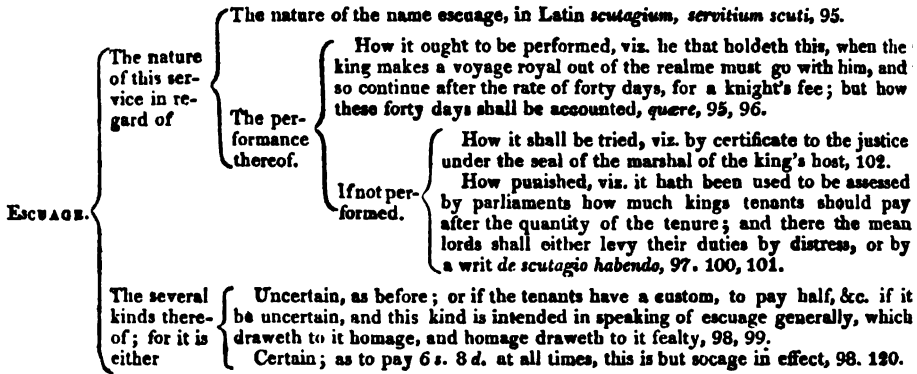 The nature of the name escuage, in Latin scutagium, servitium scuti, 95.
The nature
of this ser-
vice in re-
gard of
The per-
formance
thereof.
How it ought to be performed, viz. he that holdeth this, when the
king makes a voyage royal out of the realme must go with him, and
so continue after the rate of forty days, for a knight's fee; but how
these forty days shall be accounted, quære, 95, 96.
If not per-
formed.
How it shall be tried, viz. by certificate to the justice
under the seal of the marshal of the king's host, 102.
How punished, viz. it hath been used to be assessed
by parliaments how much kings tenants should pay
after the quantity of the tenure; and there the mean
lords shall either levy their duties by distress, or by
a writ de scutagio habendo, 97. 100, 101.
ESCUAGE.
The several
kinds there-
of; for it is
either
Uncertain, as before; or if the tenants have a custom, to pay half, &c. if it
be uncertain, and this kind is intended in speaking of escuage generally, which
draweth to it homage, and homage draweth to it fealty, 98, 99.
Certain; as to pay 6 s. 8 d. at all times, this is but socage in effect, 98. 120.